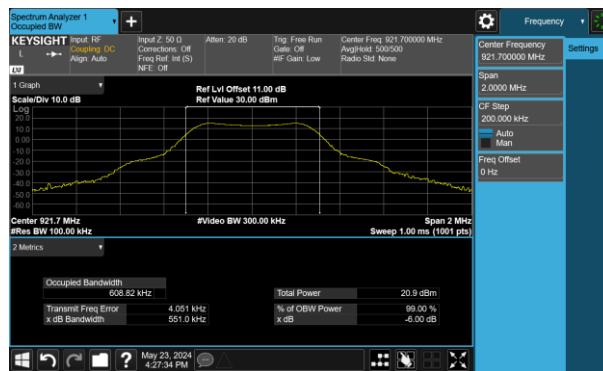 Spectrum Analyzer 1
Occupied BW
Frequency
KEYSIGHT
L
Input: RF
Coupling: DC
Align: Auto
Input Z: 50 Ω
Corrections: Off
Freq Ref: Int (S)
NFE: Off
Atten: 20 dB
Trig: Free Run
Gate: Off
#IF Gain: Low
Center Freq: 921.700000 MHz
Avg|Hold: 500/500
Radio Std: None
Center Frequency
921.700000 MHz
Settings
Span
2.0000 MHz
CF Step
200.000 kHz
Auto
Man
Freq Offset
0 Hz
1 Graph
Scale/Div 10.0 dB
Ref Lvl Offset 11.00 dB
Ref Value 30.00 dBm
Log
20.0
10.0
0.00
-10.0
-20.0
-30.0
-40.0
-50.0
-60.0
Center 921.7 MHz
#Video BW 300.00 kHz
Span 2 MHz
#Res BW 100.00 kHz
Sweep 1.00 ms (1001 pts)
2 Metrics
Occupied Bandwidth
608.82 kHz
Total Power 20.9 dBm
Transmit Freq Error 4.051 kHz
% of OBW Power 99.00 %
x dB Bandwidth 551.0 kHz
x dB -6.00 dB
?
May 23, 2024
4:27:34 PM